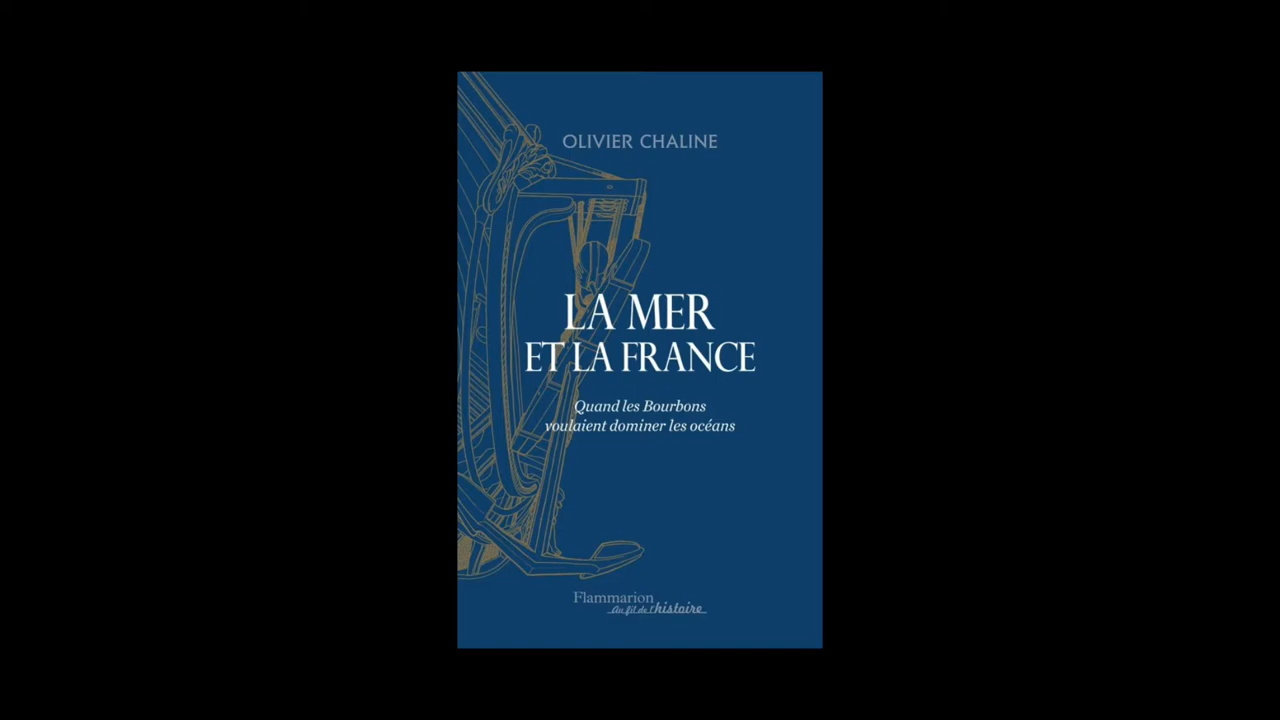 OLIVIER CHALINE
LA MER
ET LA FRANCE
Quand les Bourbons
voulaient dominer les océans
Flammarion
Au fil de l'histoire